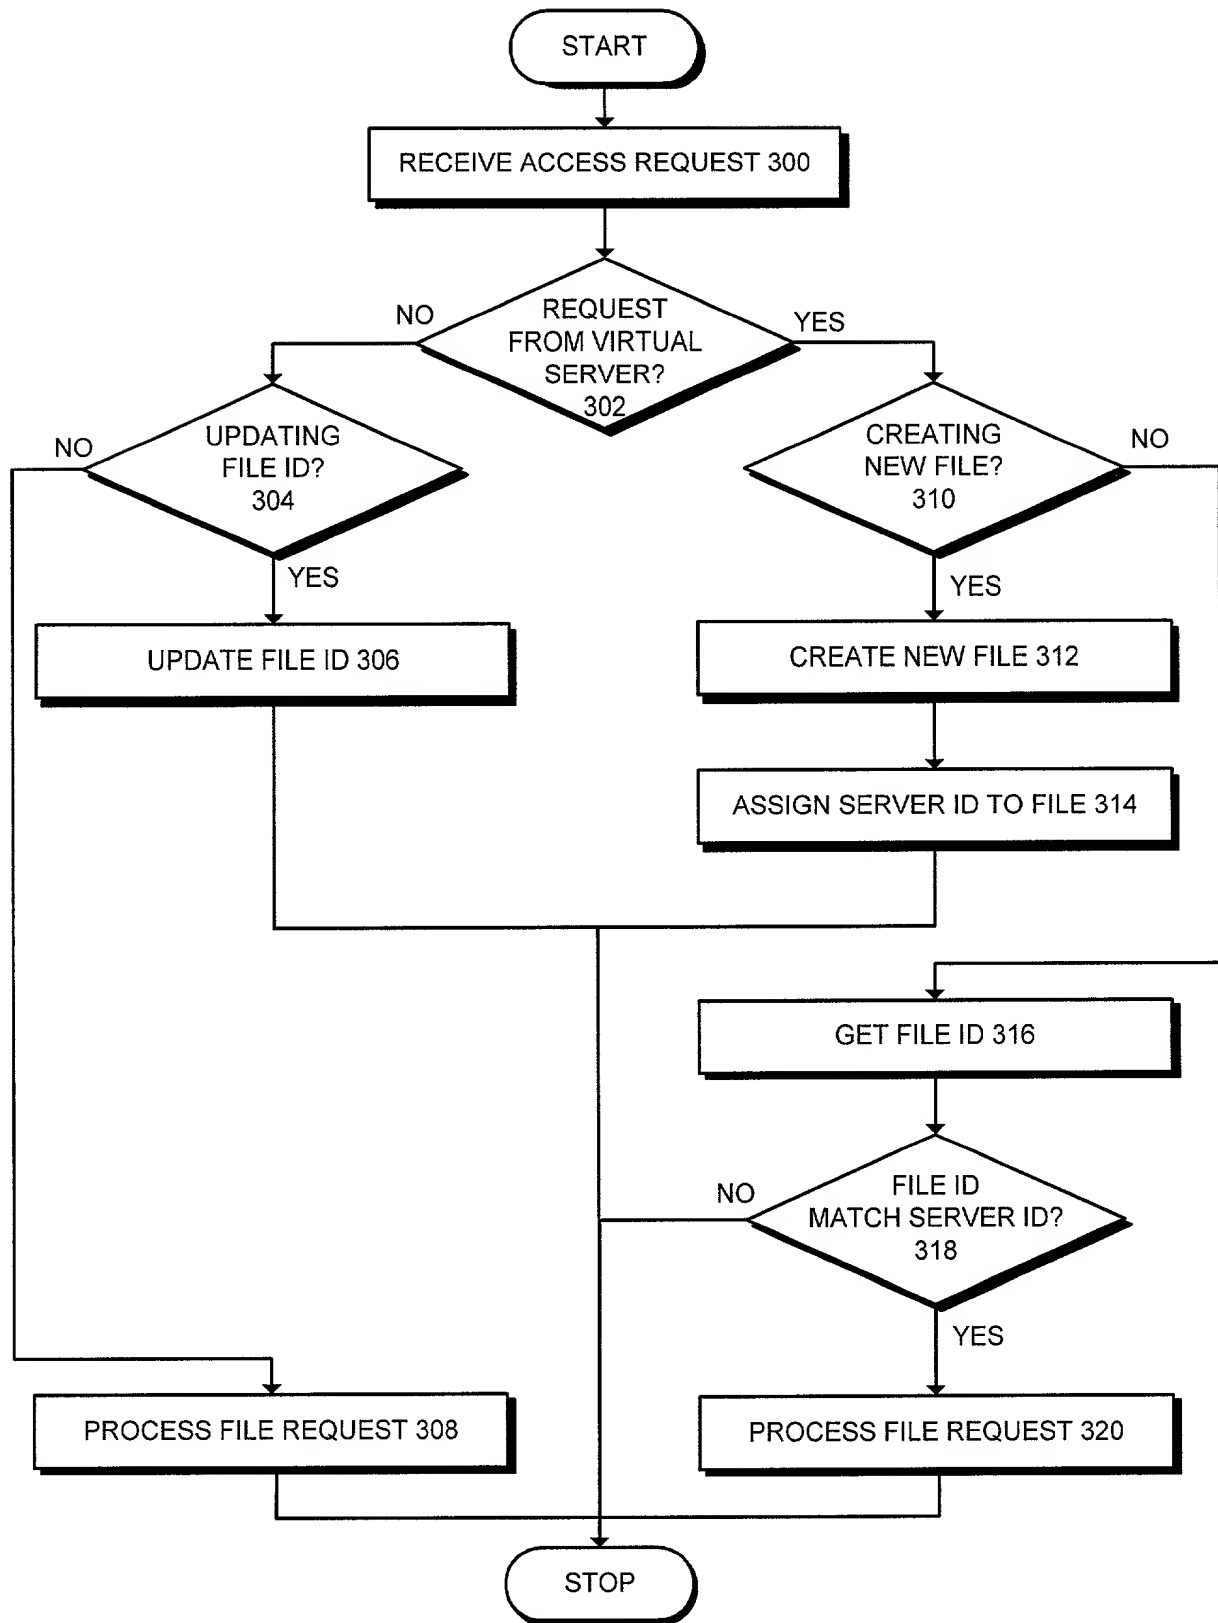 START
RECEIVE ACCESS REQUEST 300
REQUEST
FROM VIRTUAL
SERVER?
302
NO
YES
UPDATING
FILE ID?
304
NO
YES
CREATING
NEW FILE?
310
NO
YES
UPDATE FILE ID 306
CREATE NEW FILE 312
ASSIGN SERVER ID TO FILE 314
GET FILE ID 316
FILE ID
MATCH SERVER ID?
318
NO
YES
PROCESS FILE REQUEST 308
PROCESS FILE REQUEST 320
STOP